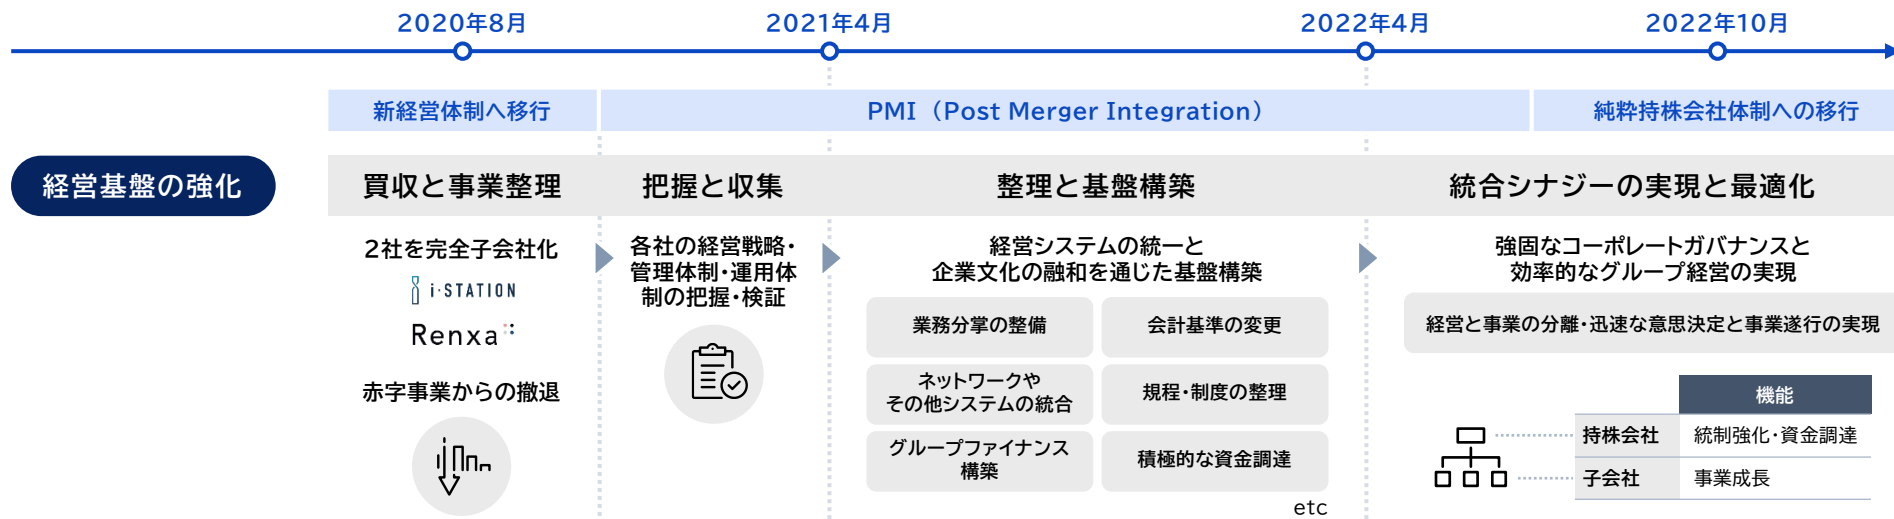 2020年8月
2021年4月
2022年4月
2022年10月
新経営体制へ移行
PMI（Post Merger Integration）
純粋持株会社体制への移行
経営基盤の強化
買収と事業整理
把握と収集
整理と基盤構築
統合シナジーの実現と最適化
2社を完全子会社化
i·STATION
Renxa
赤字事業からの撤退
各社の経営戦略・
管理体制・運用体
制の把握・検証
経営システムの統一と
企業文化の融和を通じた基盤構築
業務分掌の整備
会計基準の変更
ネットワークや
その他システムの統合
規程・制度の整理
グループファイナンス
構築
積極的な資金調達
etc
強固なコーポレートガバナンスと
効率的なグループ経営の実現
経営と事業の分離・迅速な意思決定と事業遂行の実現
機能
持株会社 統制強化・資金調達
子会社 事業成長